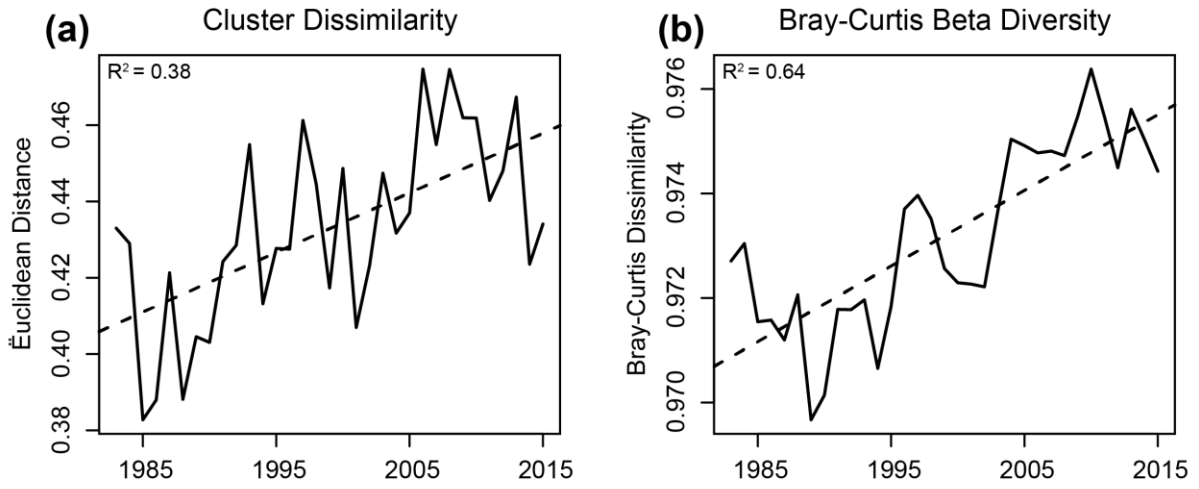 (a) Cluster Dissimilarity
R² = 0.38
Ëuclidean Distance
0.46
0.44
0.42
0.40
0.38
1985 1995 2005 2015
(b) Bray-Curtis Beta Diversity
R² = 0.64
Bray-Curtis Dissimilarity
0.976
0.974
0.972
0.970
1985 1995 2005 2015